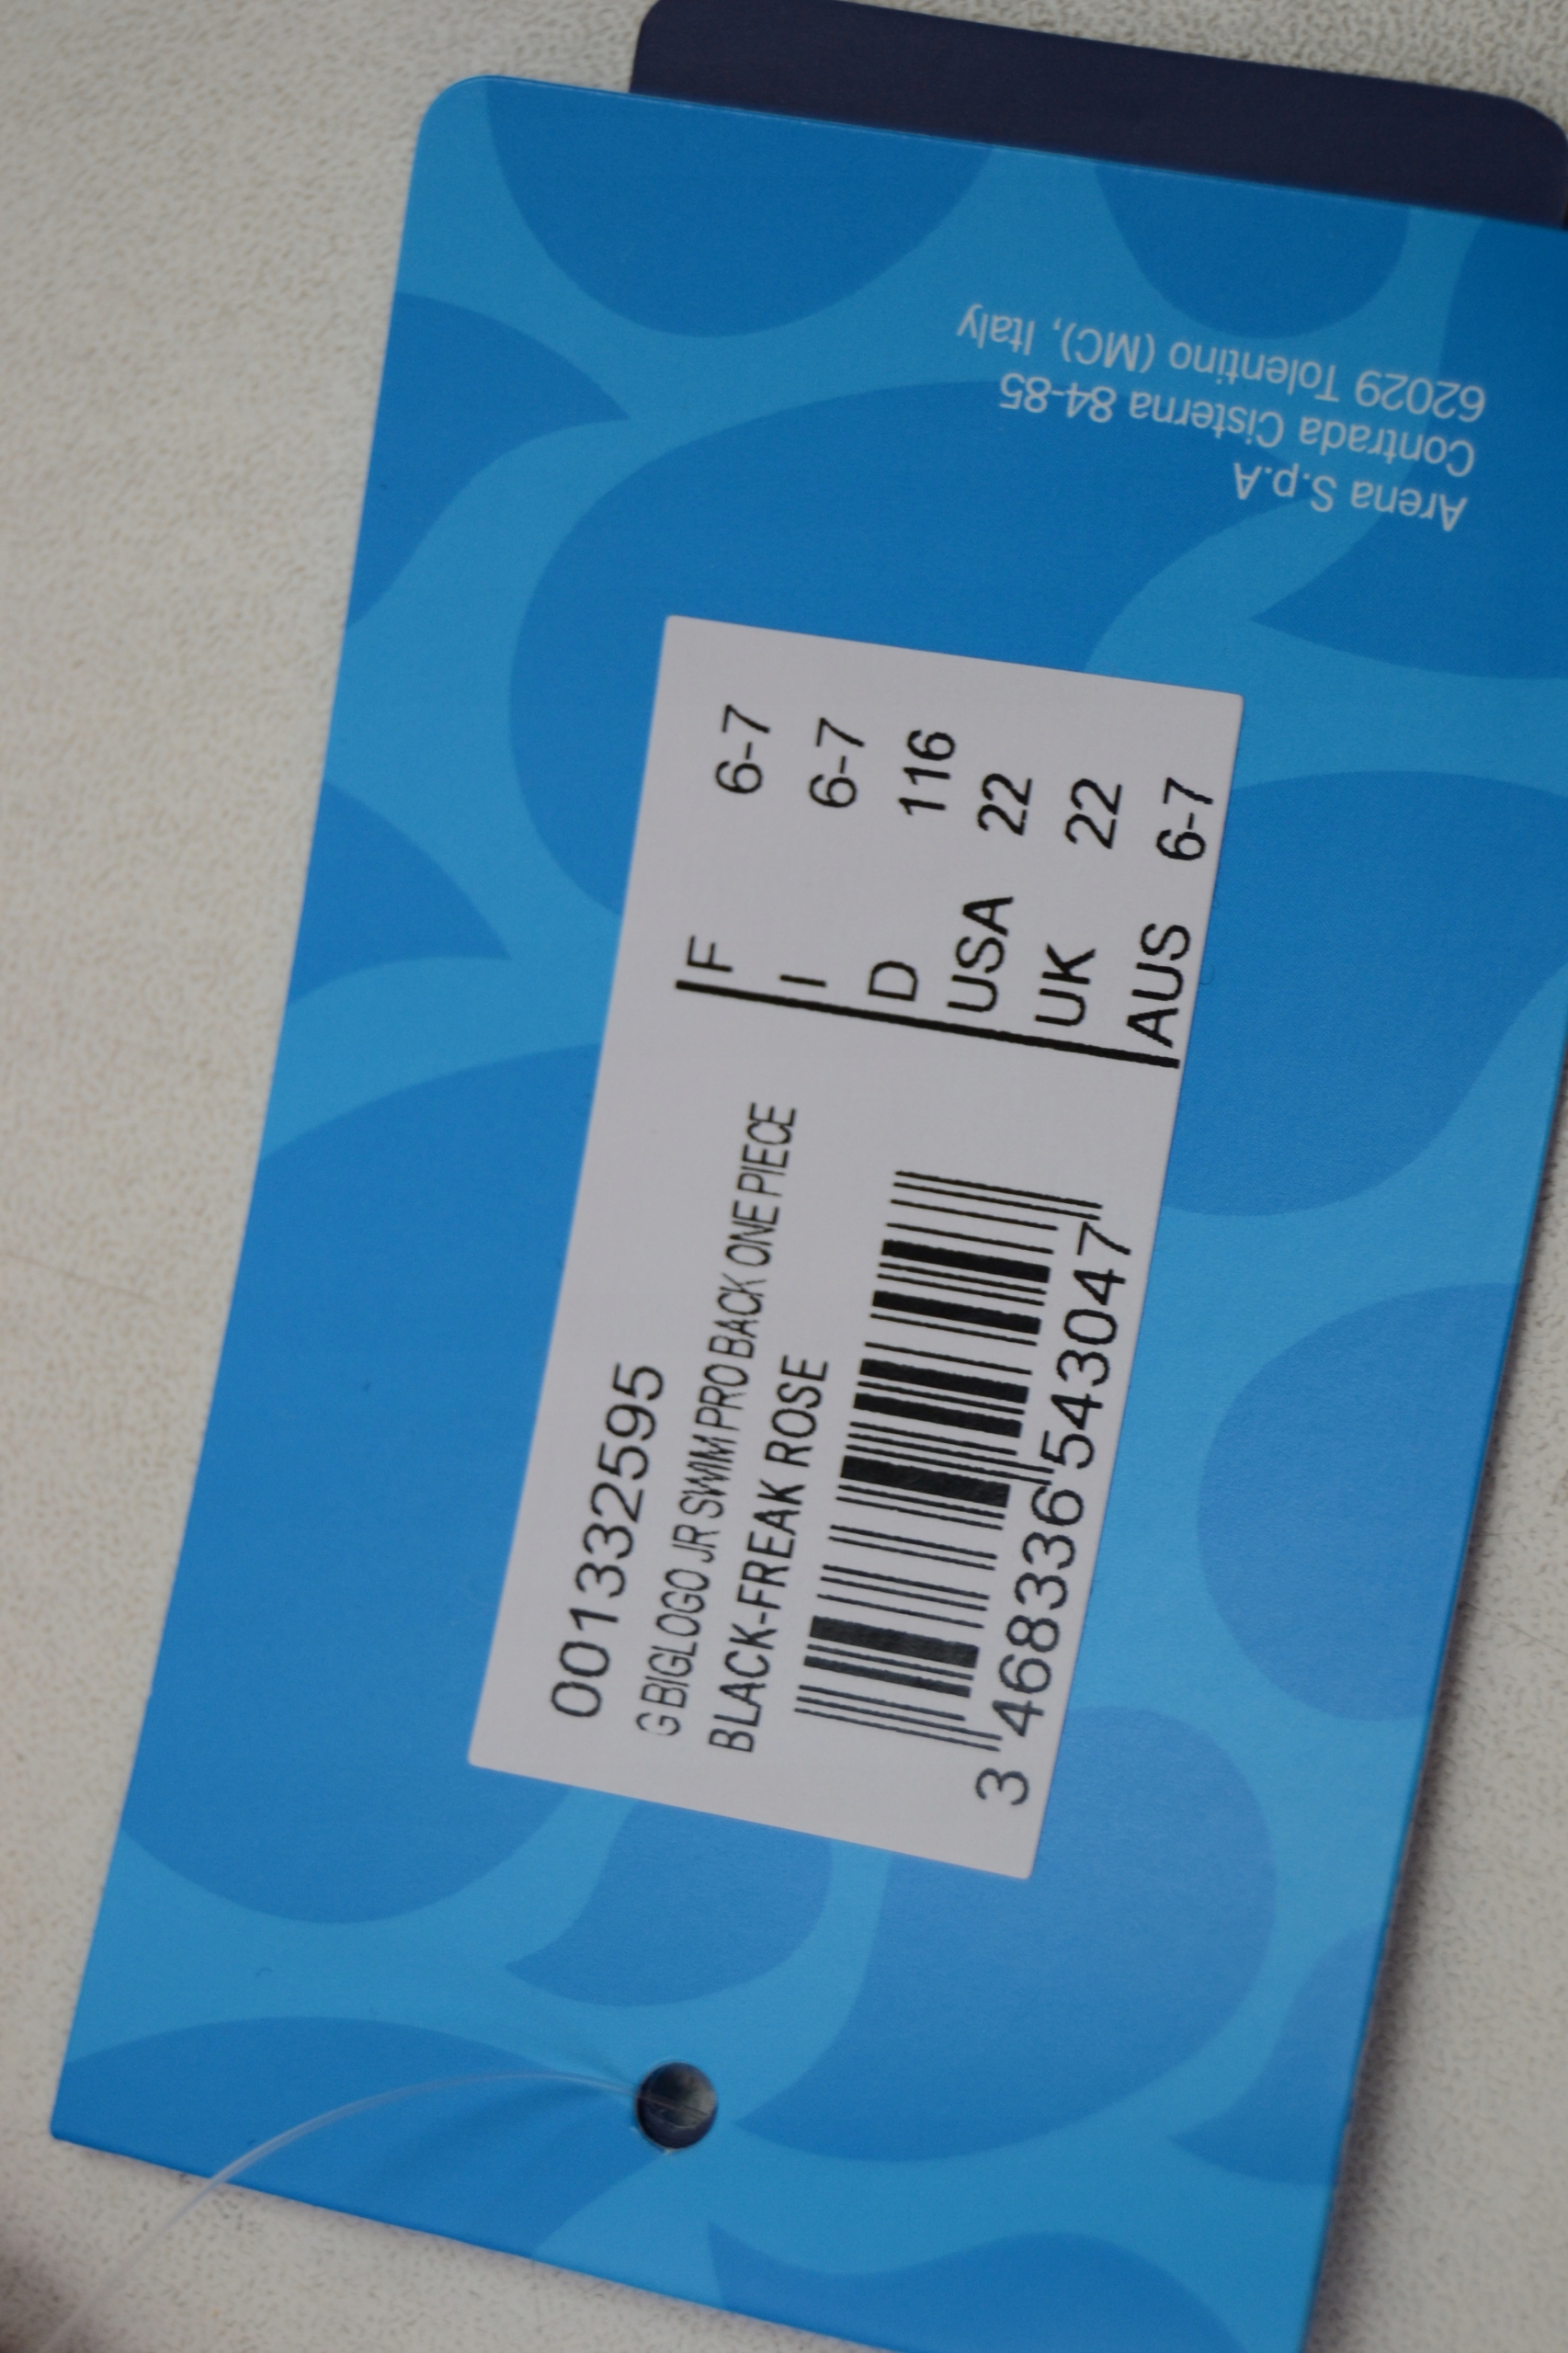 001332595
G BIGLOGO JR SWIM PRO BACK ONE PIECE
BLACK-FREAK ROSE
3 468336 543047
F 6-7
I 6-7
D 116
USA 22
UK 22
AUS 6-7
Arena S.p.A
Contrada Cisterna 84-85
62029 Tolentino (MC), Italy